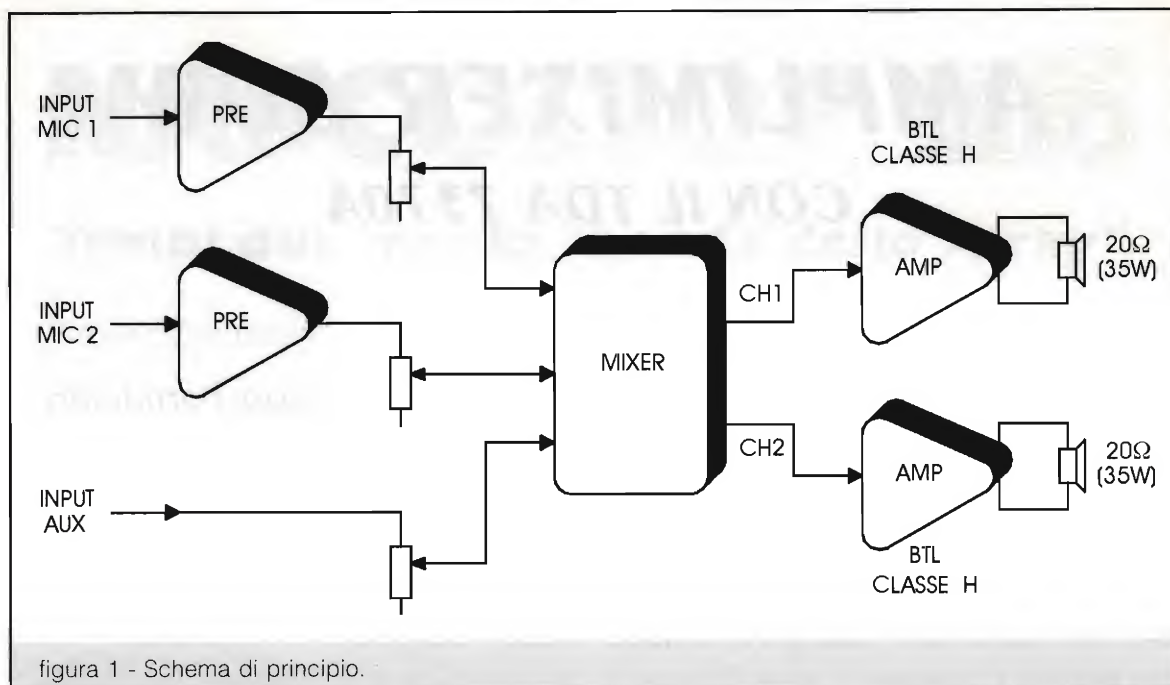 INPUT
MIC 1
PRE
INPUT
MIC 2
PRE
INPUT
AUX
MIXER
CH1
CH2
BTL
CLASSE H
AMP
20Ω
(35W)
AMP
20Ω
(35W)
BTL
CLASSE H
figura 1 - Schema di principio.